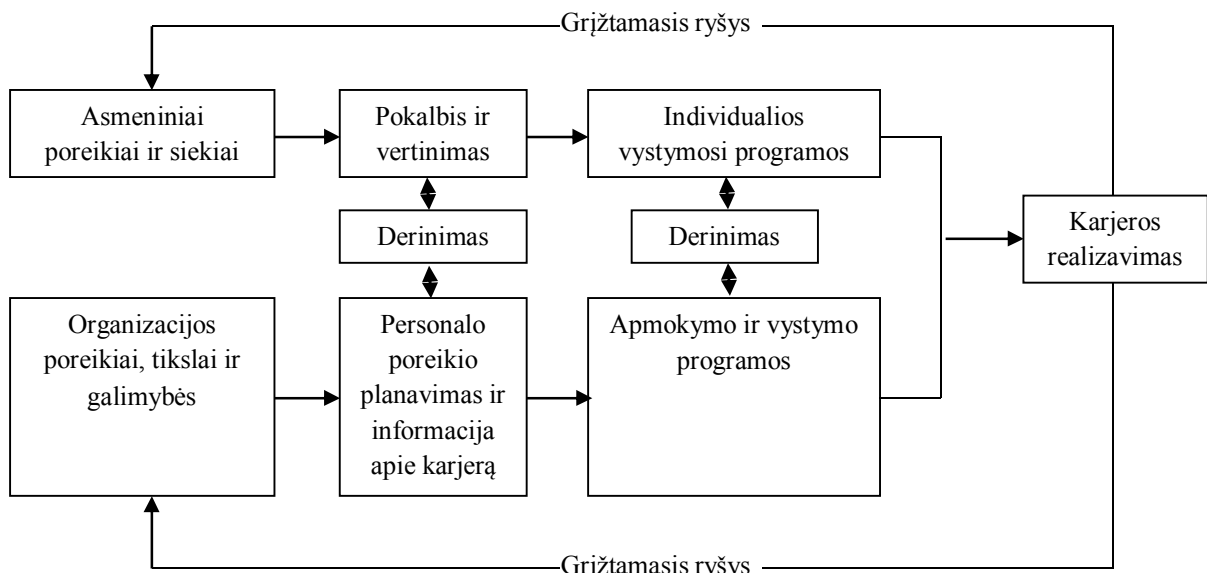 Grįžtamasis ryšys
Asmeniniai
poreikiai ir siekiai
Pokalbis ir
vertinimas
Individualios
vystymosi programos
Derinimas
Derinimas
Karjeros
realizavimas
Organizacijos
poreikiai, tikslai ir
galimybės
Personalo
poreikio
planavimas ir
informacija
apie karjerą
Apmokymo ir vystymo
programos
Grįžtamasis ryšys